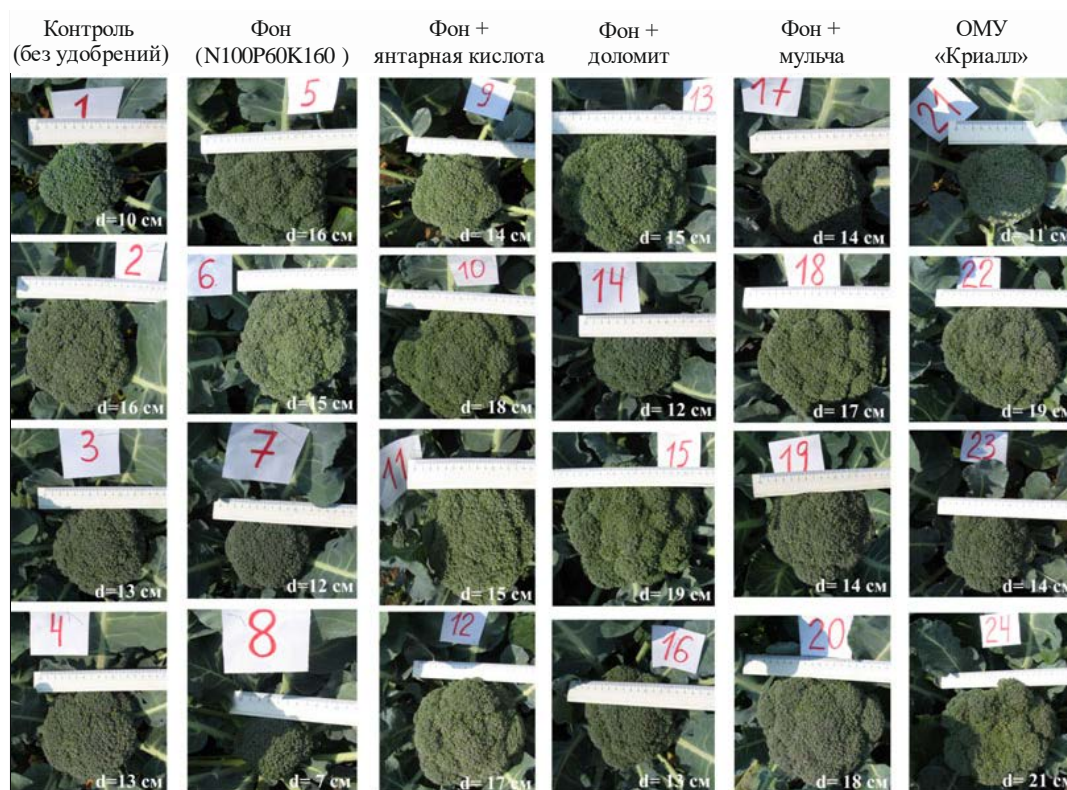 Контроль
(без удобрений)
Фон
(N100P60K160 )
Фон +
янтарная кислота
Фон +
доломит
Фон +
мульча
ОМУ
«Криалл»
1
d=10 см
5
d=16 см
9
d= 14 см
13
d= 15 см
17
d= 14 см
21
d= 11 см
2
d=16 см
6.
d=15 см
10
d= 18 см
14
d= 12 см
18
d= 17 см
22
d= 19 см
3
d=13 см
7
d=12 см
11
d= 15 см
15
d= 19 см
19
d= 14 см
23
d= 14 см
4
d=13 см
8
d= 7 см
12
d= 17 см
16
d= 13 см
20
d= 18 см
24
d= 21 см